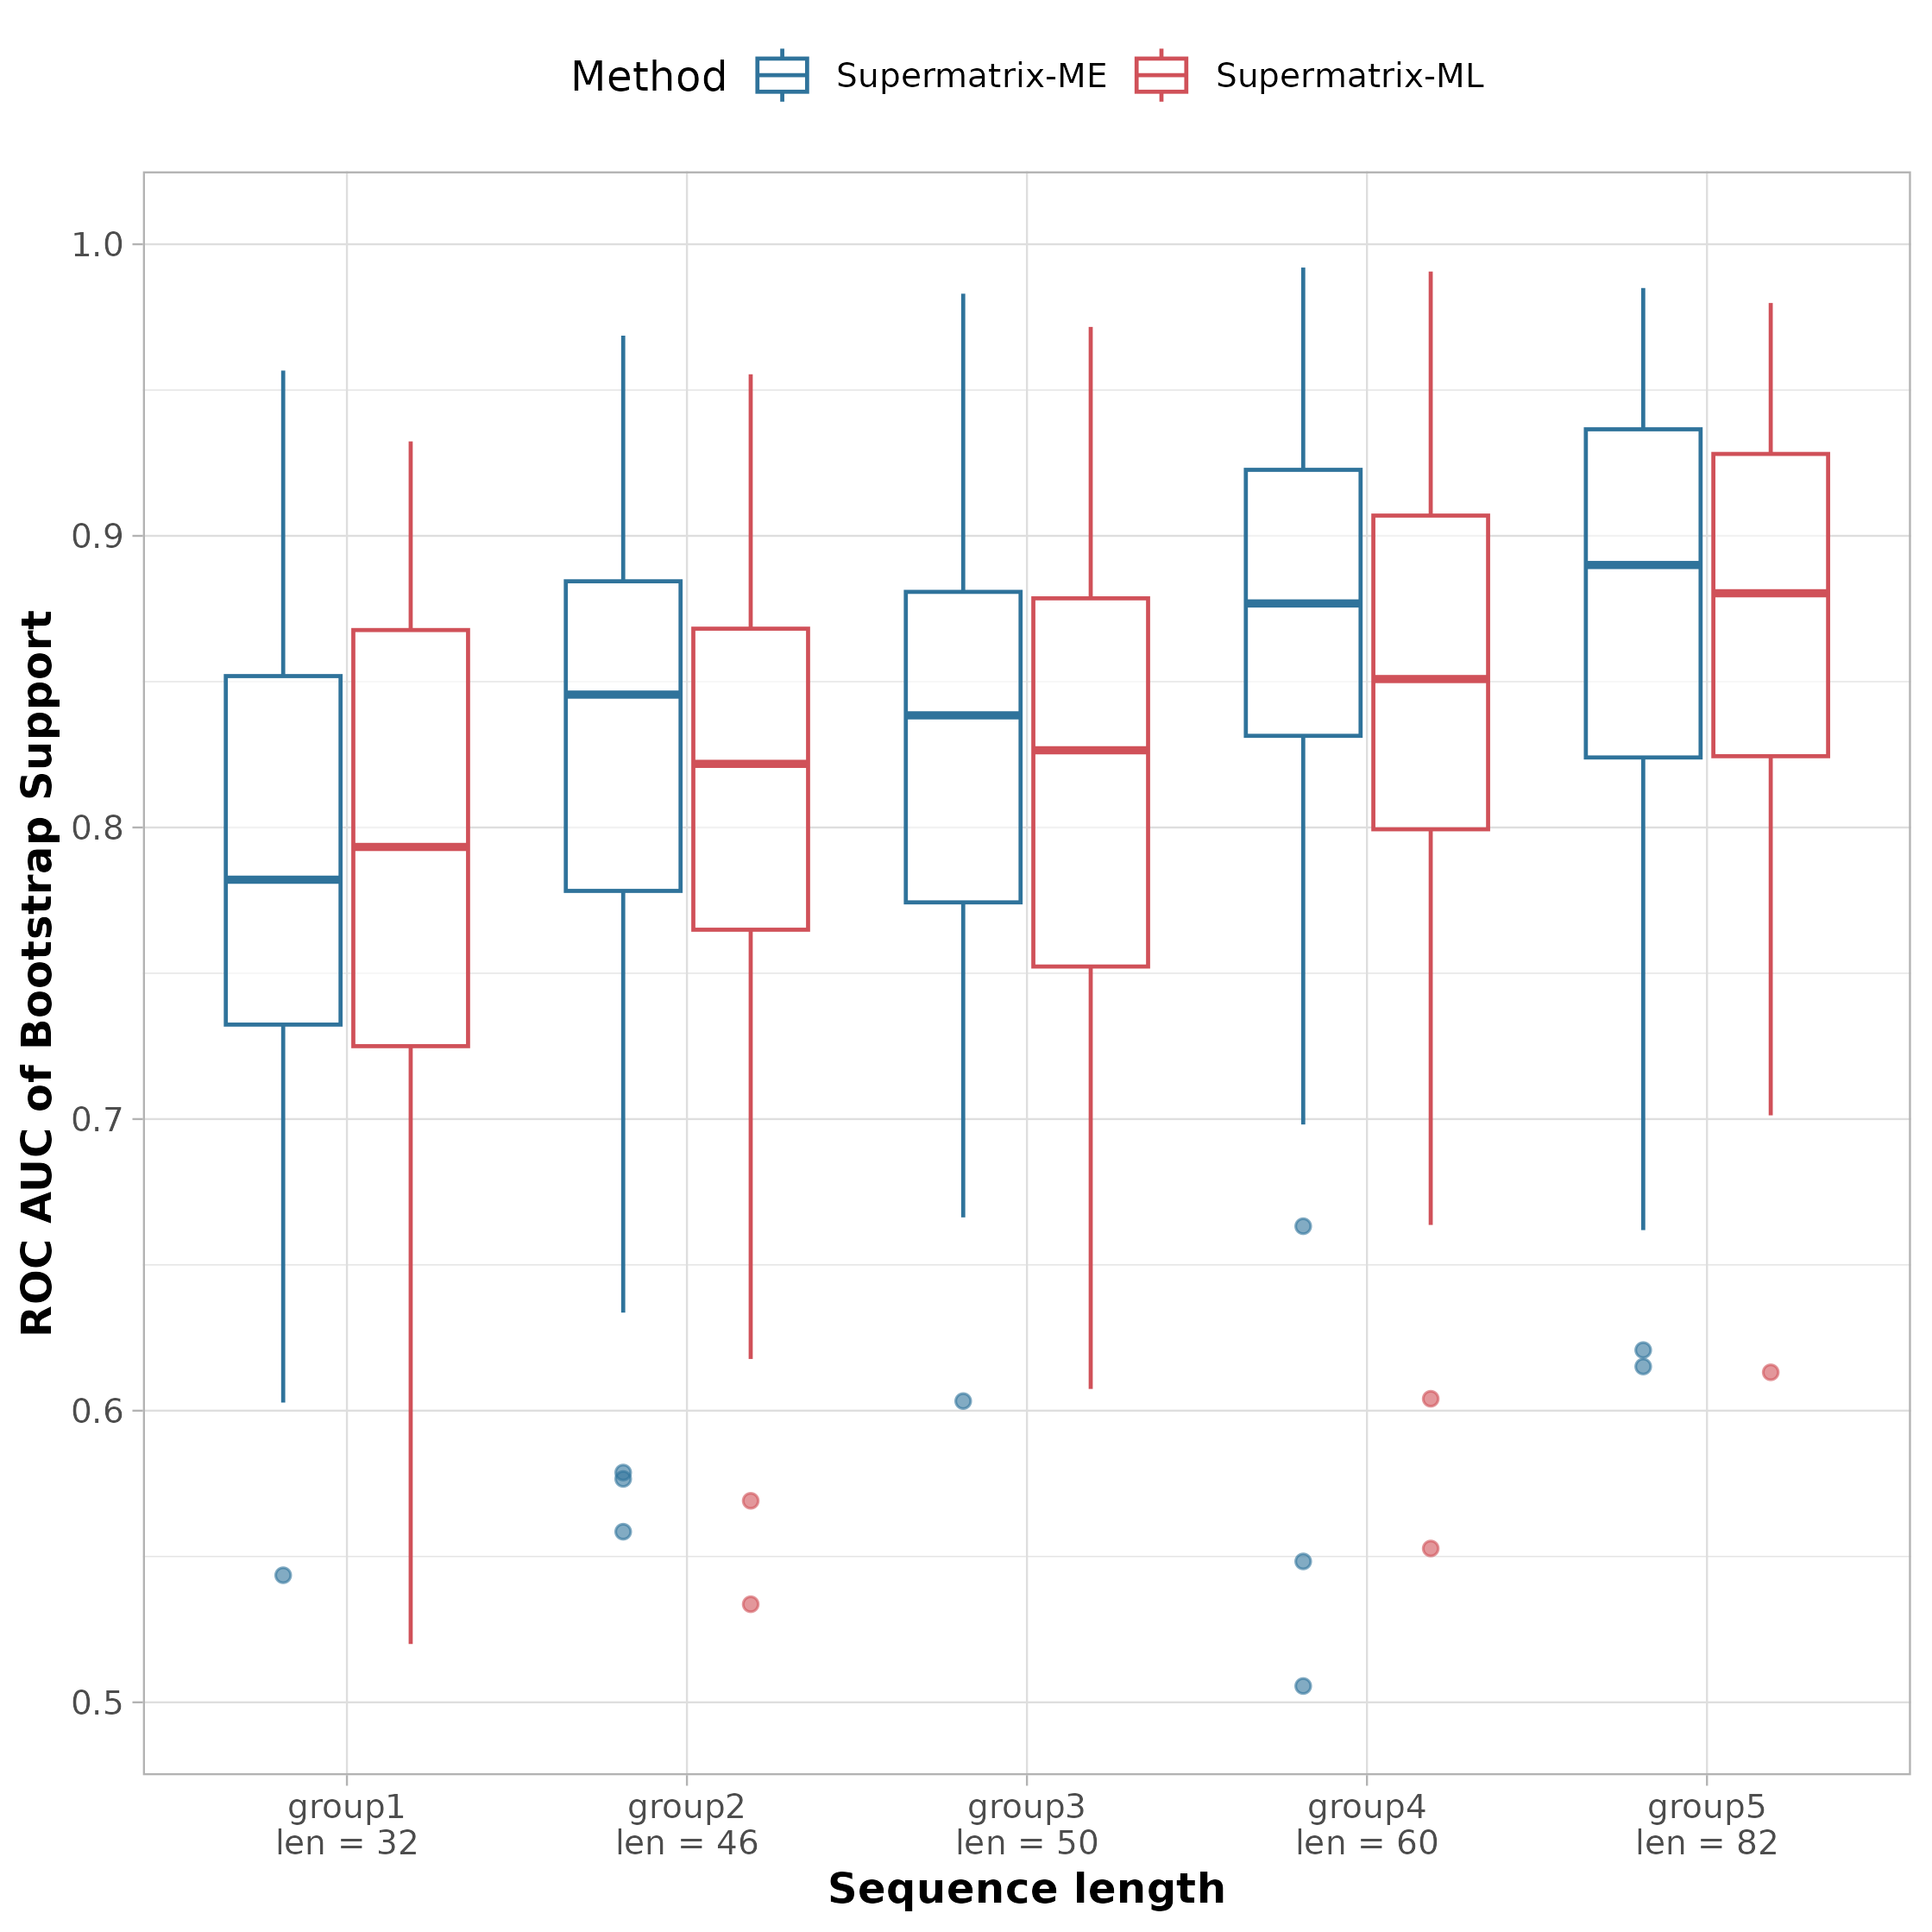 Method Supermatrix-ME Supermatrix-ML
ROC AUC of Bootstrap Support
1.0
0.9
0.8
0.7
0.6
0.5
group1 group2 group3 group4 group5
len = 32 len = 46 len = 50 len = 60 len = 82
Sequence length